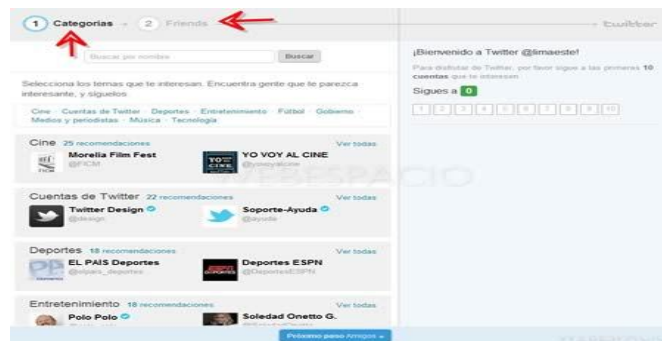 1 Categorias 2 Friends twitter
Buscar por nombre Buscar
Selecciona los temas que te interesan. Encuentra gente que te parezca
interesante, y síguelos
Cine · Cuentas de Twitter · Deportes · Entretenimiento · Fútbol · Gobierno ·
Medios y periodistas · Música · Tecnología
¡Bienvenido a Twitter @limaeste!
Para disfrutar de Twitter, por favor sigue a las primeras 10
cuentas que te interesen
Sigues a 0
1 2 3 4 5 6 7 8 9 10
Cine 25 recomendaciones Ver todas
Morelia Film Fest YO VOY AL CINE
@FICM @yovoyalcine
WEBESPACIO
Cuentas de Twitter 22 recomendaciones Ver todas
Twitter Design Soporte-Ayuda
@design @ayuda
Deportes 18 recomendaciones Ver todas
EL PAÍS Deportes Deportes ESPN
@elpais_deportes @DeportesESPN
Entretenimiento 18 recomendaciones Ver todas
Polo Polo Soledad Onetto G.
@SoledadOnetto
Próximo paso Amigos